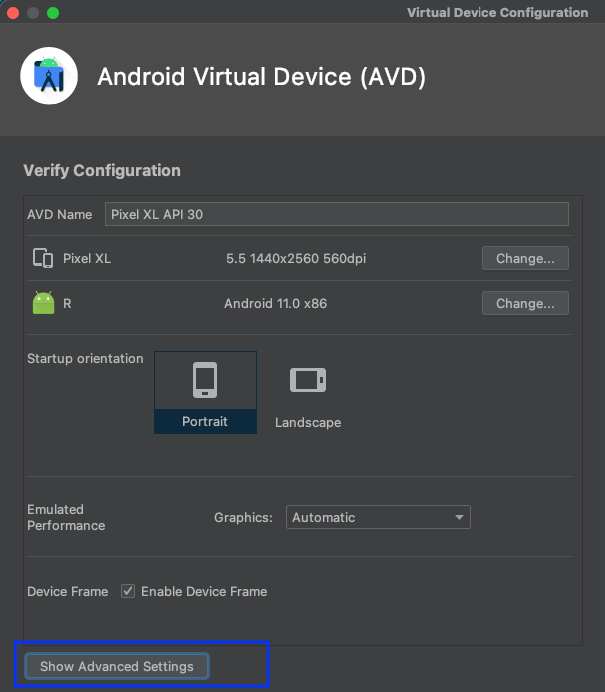 Virtual Device Configuration
Android Virtual Device (AVD)
Verify Configuration
AVD Name Pixel XL API 30
Pixel XL 5.5 1440x2560 560dpi Change...
R Android 11.0 x86 Change...
Startup orientation
Portrait
Landscape
Emulated
Performance
Graphics: Automatic
Device Frame Enable Device Frame
Show Advanced Settings